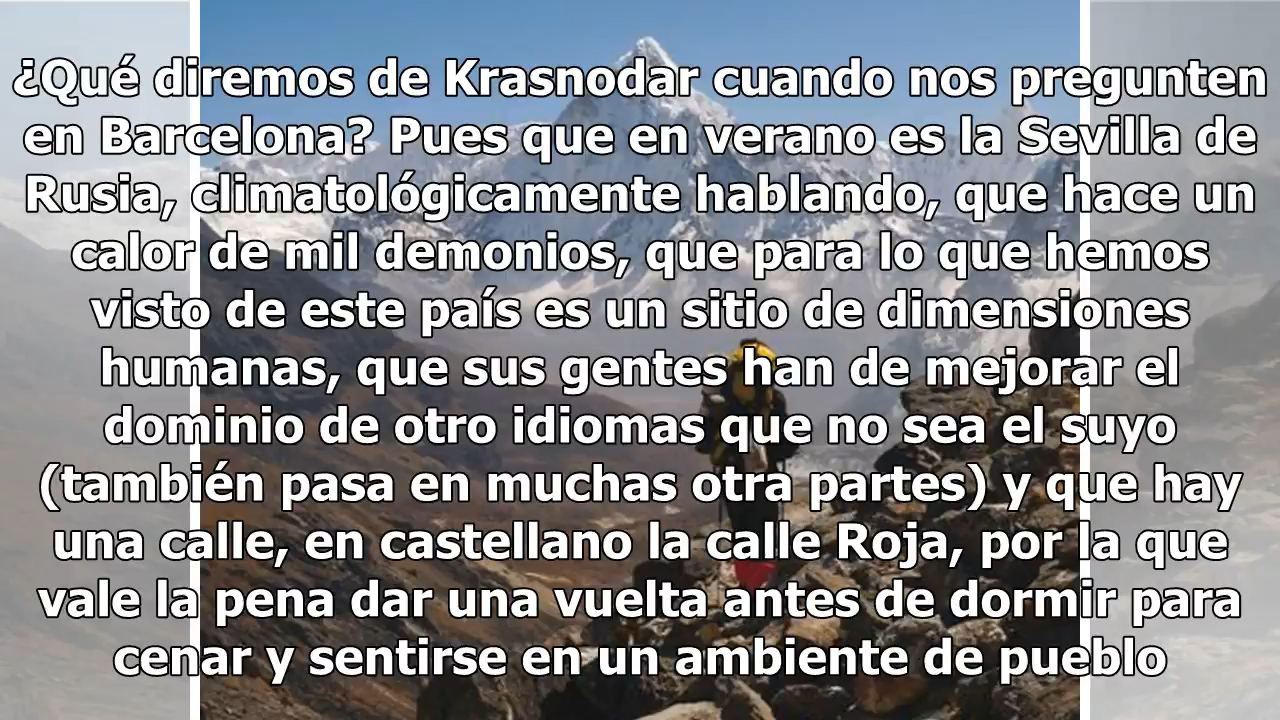 ¿Qué diremos de Krasnodar cuando nos pregunten
en Barcelona? Pues que en verano es la Sevilla de
Rusia, climatológicamente hablando, que hace un
calor de mil demonios, que para lo que hemos
visto de este país es un sitio de dimensiones
humanas, que sus gentes han de mejorar el
dominio de otro idiomas que no sea el suyo
(también pasa en muchas otra partes) y que hay
una calle, en castellano la calle Roja, por la que
vale la pena dar una vuelta antes de dormir para
cenar y sentirse en un ambiente de pueblo